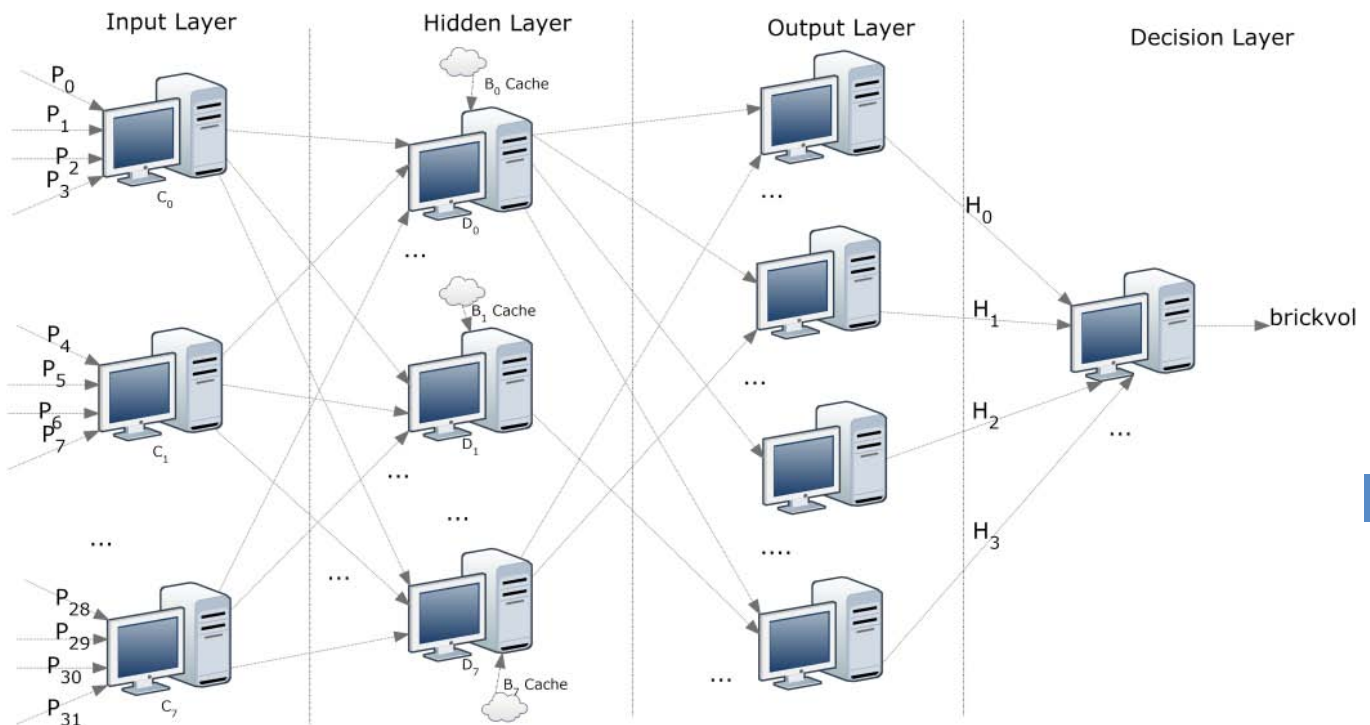 Input Layer
Hidden Layer
Output Layer
Decision Layer
P0
P1
P2
P3
C0
B0 Cache
D0
...
...
H0
P4
P5
P6
P7
C1
B1 Cache
D1
...
...
...
H1
brickvol
H2
...
...
P28
P29
P30
P31
C7
...
D7
B7 Cache
....
...
H3